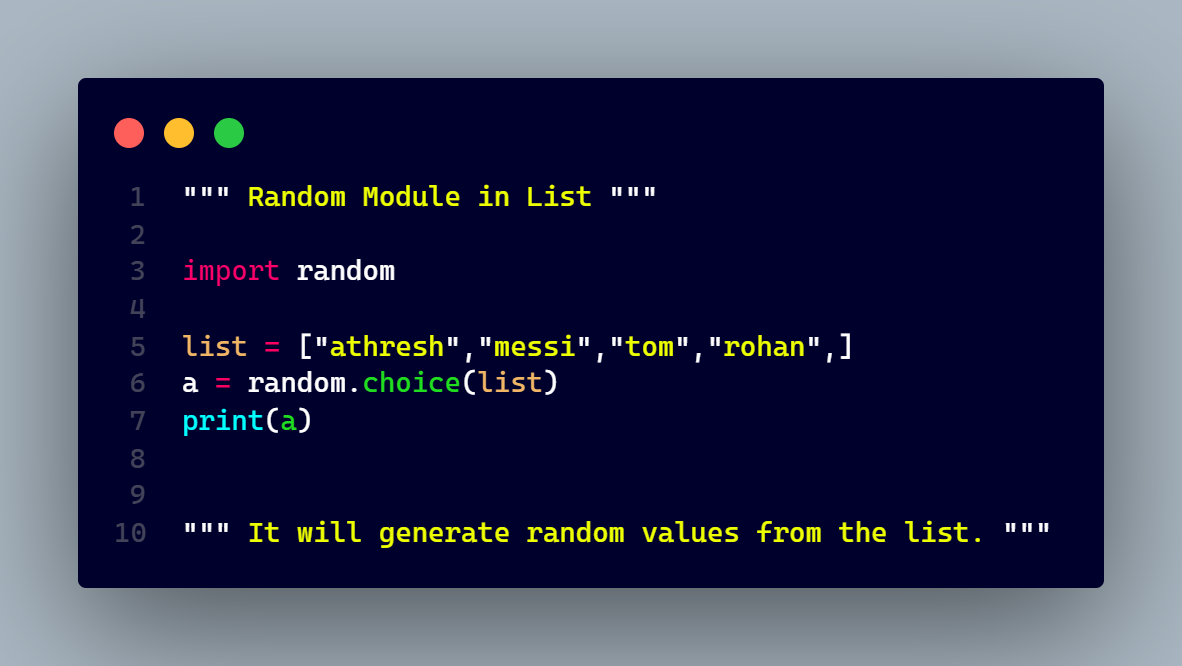 1 """ Random Module in List """
2
3 import random
4
5 list = ["athresh","messi","tom","rohan",]
6 a = random.choice(list)
7 print(a)
8
9
10 """ It will generate random values from the list. """